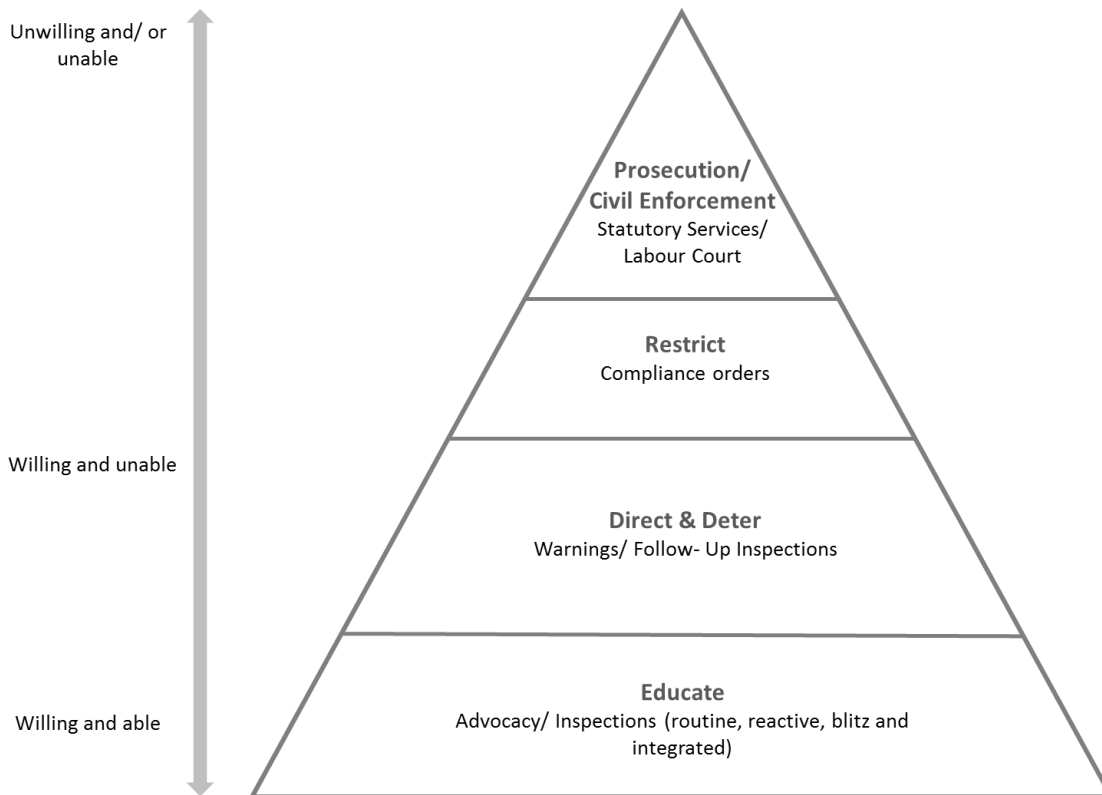 Unwilling and/ or
unable
Prosecution/
Civil Enforcement
Statutory Services/
Labour Court
Restrict
Compliance orders
Willing and unable
Direct & Deter
Warnings/ Follow- Up Inspections
Educate
Advocacy/ Inspections (routine, reactive, blitz and
integrated)
Willing and able